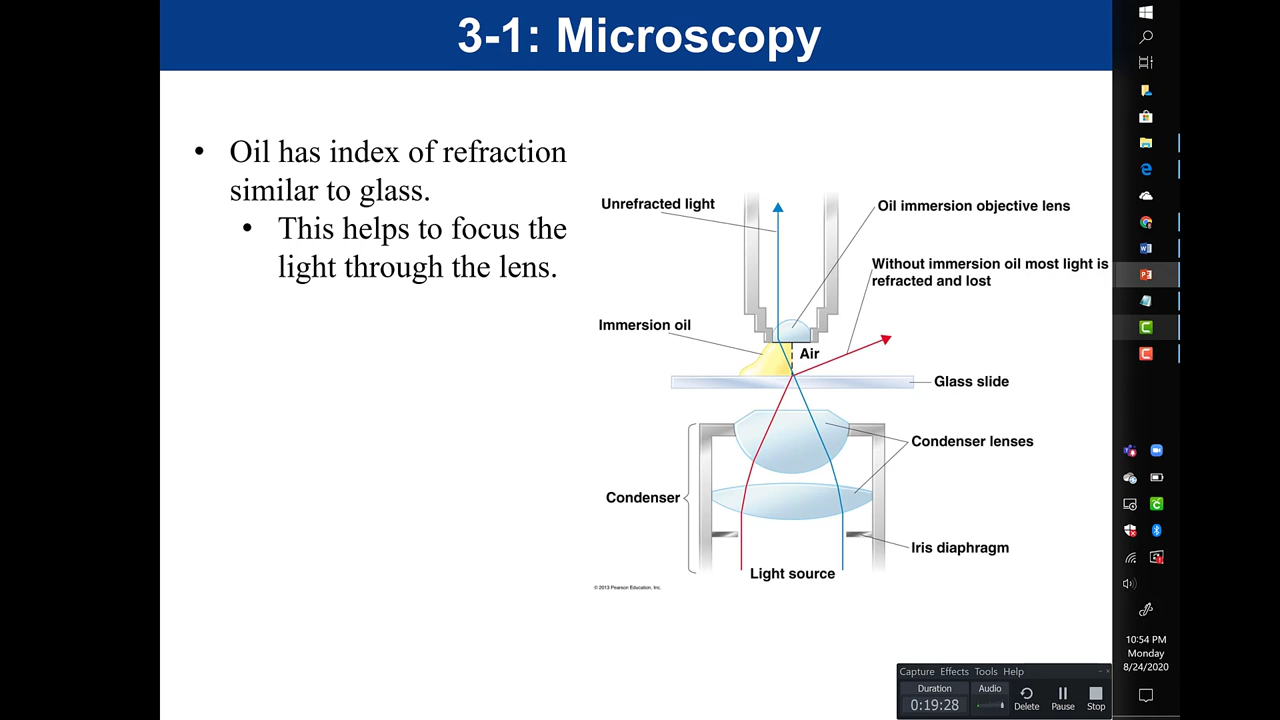 3-1: Microscopy
• Oil has index of refraction
similar to glass.
• This helps to focus the
light through the lens.
Unrefracted light
Oil immersion objective lens
Without immersion oil most light is
refracted and lost
Immersion oil
Air
Glass slide
Condenser lenses
Condenser
Iris diaphragm
Light source
© 2013 Pearson Education, Inc.
10:54 PM
Monday
8/24/2020
Capture Effects Tools Help
Duration
0:19:28
Audio
Delete
Pause
Stop